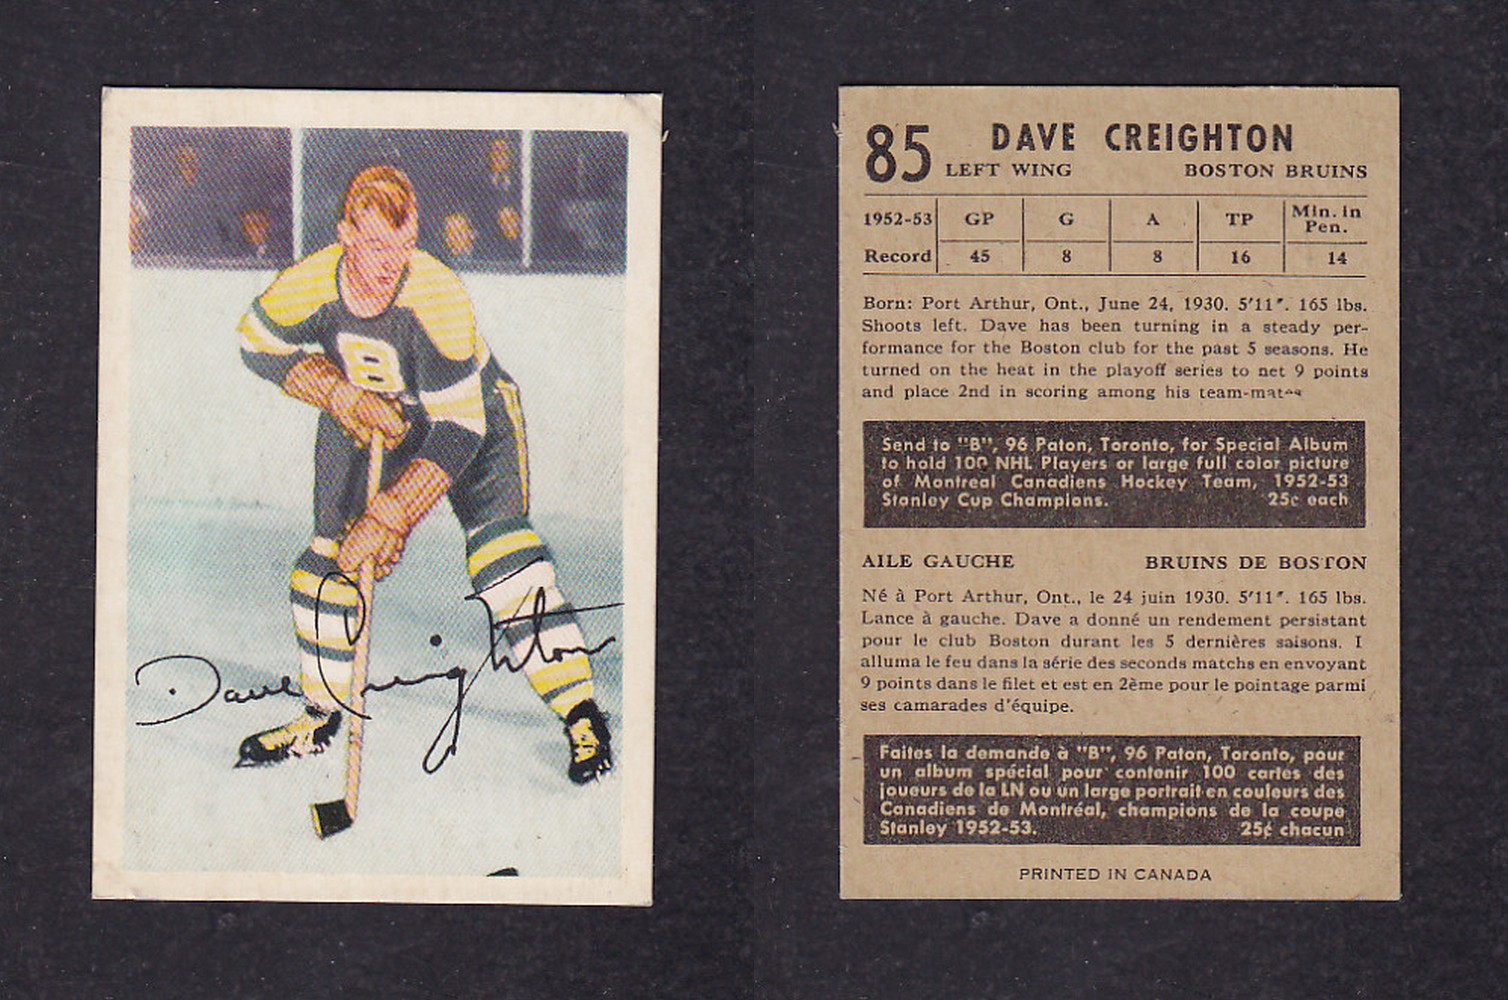 B
Dave Creighton
85 DAVE CREIGHTON
LEFT WING BOSTON BRUINS
1952-53 GP G A TP Min. in Pen.
Record 45 8 8 16 14
Born: Port Arthur, Ont., June 24, 1930. 5'11". 165 lbs.
Shoots left. Dave has been turning in a steady per-
formance for the Boston club for the past 5 seasons. He
turned on the heat in the playoff series to net 9 points
and place 2nd in scoring among his team-mates
Send to "B", 96 Paton, Toronto, for Special Album
to hold 100 NHL Players or large full color picture
of Montreal Canadiens Hockey Team, 1952-53
Stanley Cup Champions. 25c each
AILE GAUCHE BRUINS DE BOSTON
Né à Port Arthur, Ont., le 24 juin 1930. 5'11". 165 lbs.
Lance à gauche. Dave a donné un rendement persistant
pour le club Boston durant les 5 dernières saisons. I
alluma le feu dans la série des seconds matchs en envoyant
9 points dans le filet et est en 2ème pour le pointage parmi
ses camarades d'équipe.
Faites la demande à "B", 96 Paton, Toronto, pour
un album spécial pour contenir 100 cartes des
joueurs de la LN ou un large portrait en couleurs des
Canadiens de Montréal, champions de la coupe
Stanley 1952-53. 25¢ chacun
PRINTED IN CANADA